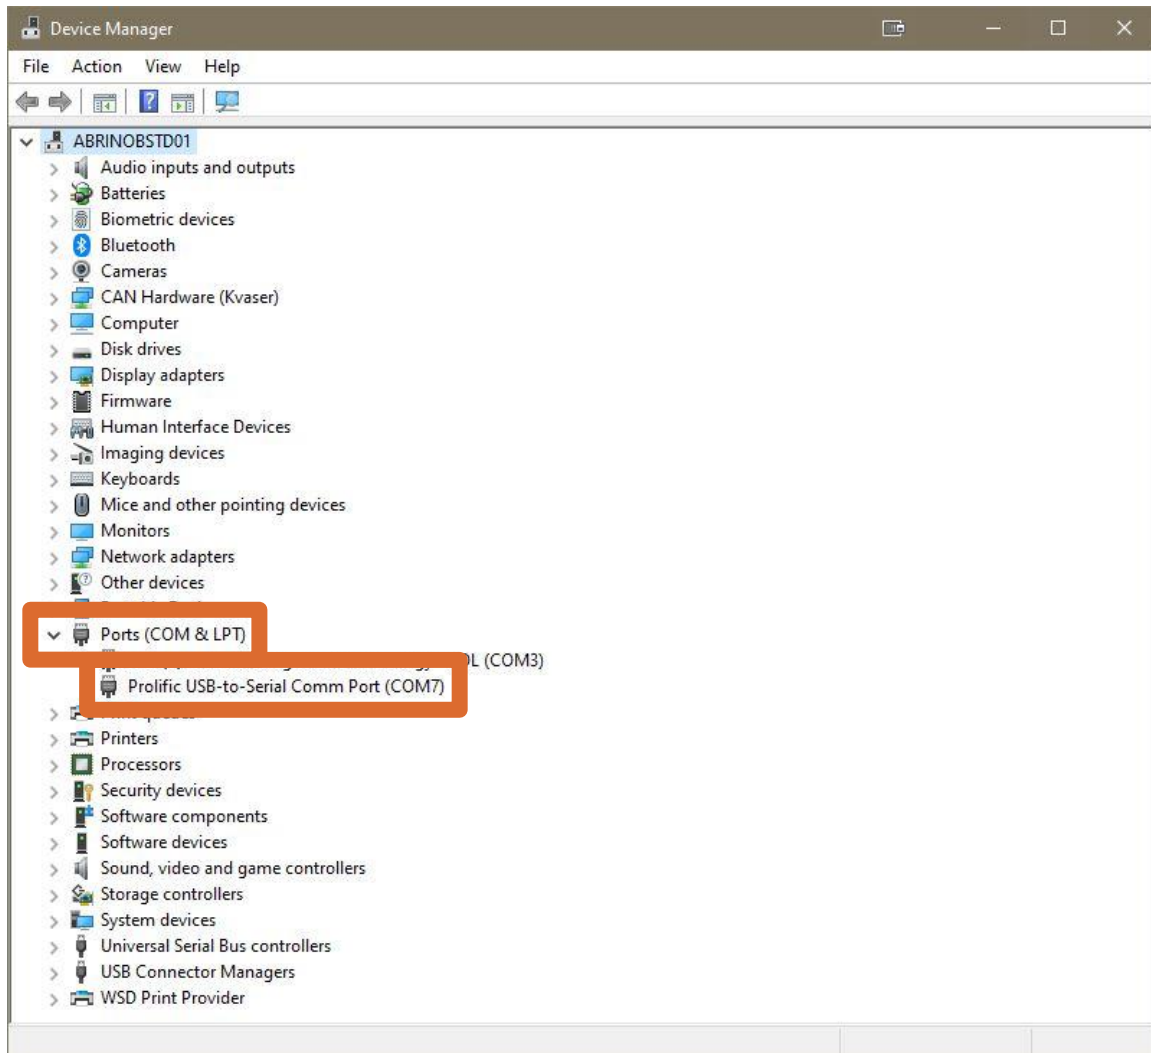 Device Manager
File Action View Help
ABRINOBSTD01
Audio inputs and outputs
Batteries
Biometric devices
Bluetooth
Cameras
CAN Hardware (Kvaser)
Computer
Disk drives
Display adapters
Firmware
Human Interface Devices
Imaging devices
Keyboards
Mice and other pointing devices
Monitors
Network adapters
Other devices
Ports (COM & LPT)
(COM3)
Prolific USB-to-Serial Comm Port (COM7)
Printers
Processors
Security devices
Software components
Software devices
Sound, video and game controllers
Storage controllers
System devices
Universal Serial Bus controllers
USB Connector Managers
WSD Print Provider